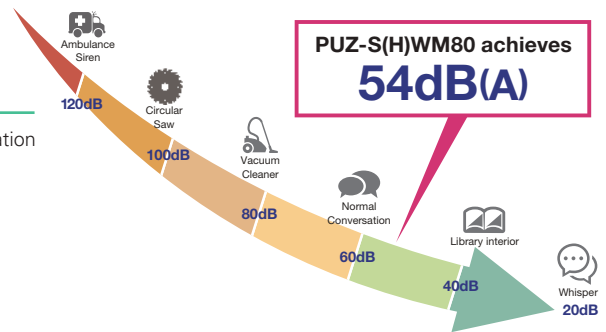 Ambulance
Siren
120dB
ation
Circular
Saw
100dB
Vacuum
Cleaner
80dB
Normal
Conversation
60dB
PUZ-S(H)WM80 achieves
54dB(A)
Library interior
40dB
Whisper
20dB